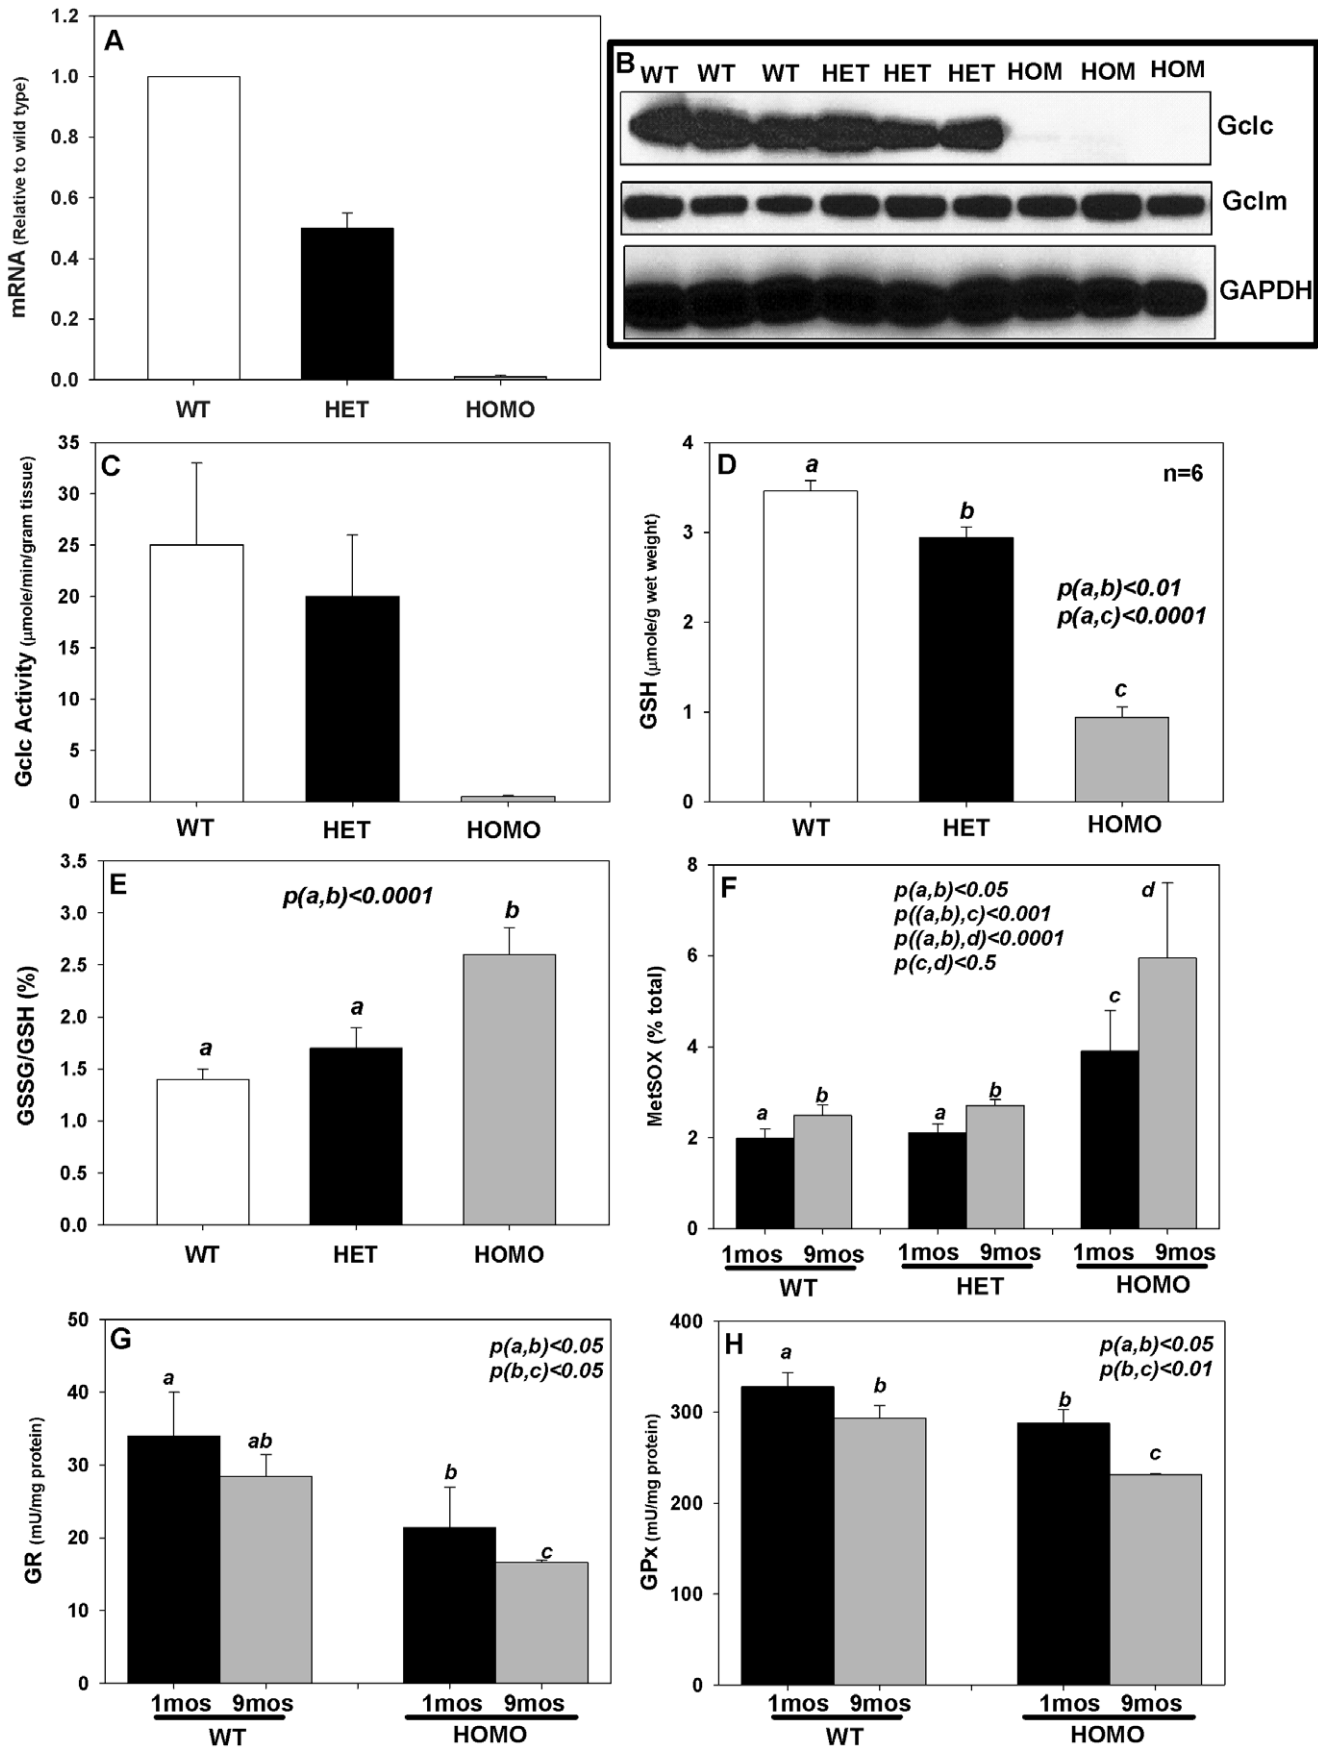 A
mRNA (Relative to wild type)
1.2
1.0
0.8
0.6
0.4
0.2
0.0
WT HET HOMO
B WT WT WT HET HET HET HOM HOM HOM
Gclc
Gclm
GAPDH
C
Gclc Activity (μmole/min/gram tissue)
35
30
25
20
15
10
5
0
WT HET HOMO
D
n=6
GSH (μmole/g wet weight)
4
3
2
1
0
a
b
c
p(a,b)<0.01
p(a,c)<0.0001
WT HET HOMO
E
p(a,b)<0.0001
GSSG/GSH (%)
3.5
3.0
2.5
2.0
1.5
1.0
0.5
0.0
a
a
b
WT HET HOMO
F
p(a,b)<0.05
p((a,b),c)<0.001
p((a,b),d)<0.0001
p(c,d)<0.5
MetSOX (% total)
8
6
4
2
0
a b a b c d
1mos 9mos 1mos 9mos 1mos 9mos
WT HET HOMO
G
p(a,b)<0.05
p(b,c)<0.05
GR (mU/mg protein)
50
40
30
20
10
0
a ab b c
1mos 9mos 1mos 9mos
WT HOMO
H
p(a,b)<0.05
p(b,c)<0.01
GPx (mU/mg protein)
400
300
200
100
0
a b b c
1mos 9mos 1mos 9mos
WT HOMO